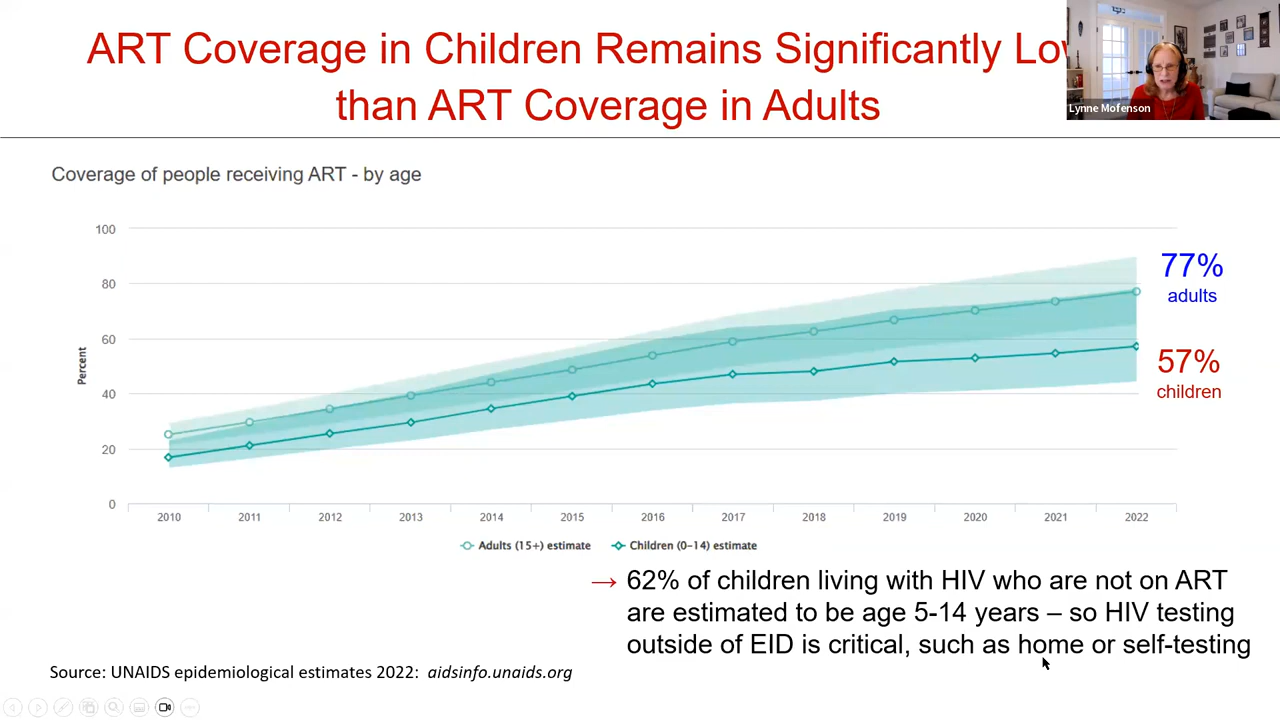 ART Coverage in Children Remains Significantly Lo
than ART Coverage in Adults
Lynne Mofenson
Coverage of people receiving ART - by age
100
80
60
40
20
0
Percent
77%
adults
57%
children
2010 2011 2012 2013 2014 2015 2016 2017 2018 2019 2020 2021 2022
Adults (15+) estimate Children (0–14) estimate
→ 62% of children living with HIV who are not on ART
are estimated to be age 5-14 years – so HIV testing
outside of EID is critical, such as home or self-testing
Source: UNAIDS epidemiological estimates 2022: aidsinfo.unaids.org